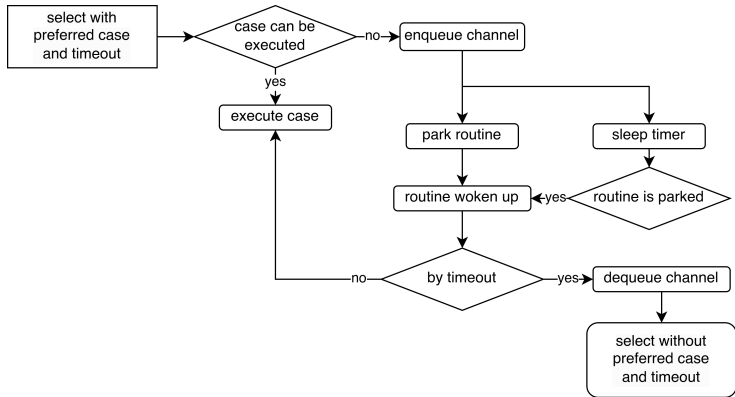 select with
preferred case
and timeout
case can be
executed
no
enqueue channel
yes
execute case
park routine
sleep timer
routine woken up
yes
routine is parked
no
by timeout
yes
dequeue channel
select without
preferred case
and timeout